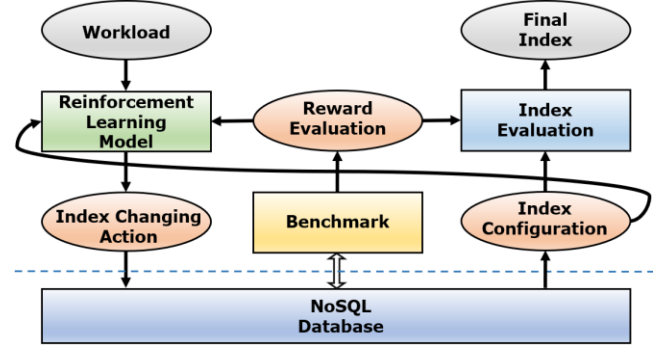 Workload
Final
Index
Reinforcement
Learning
Model
Reward
Evaluation
Index
Evaluation
Index Changing
Action
Benchmark
Index
Configuration
NoSQL
Database